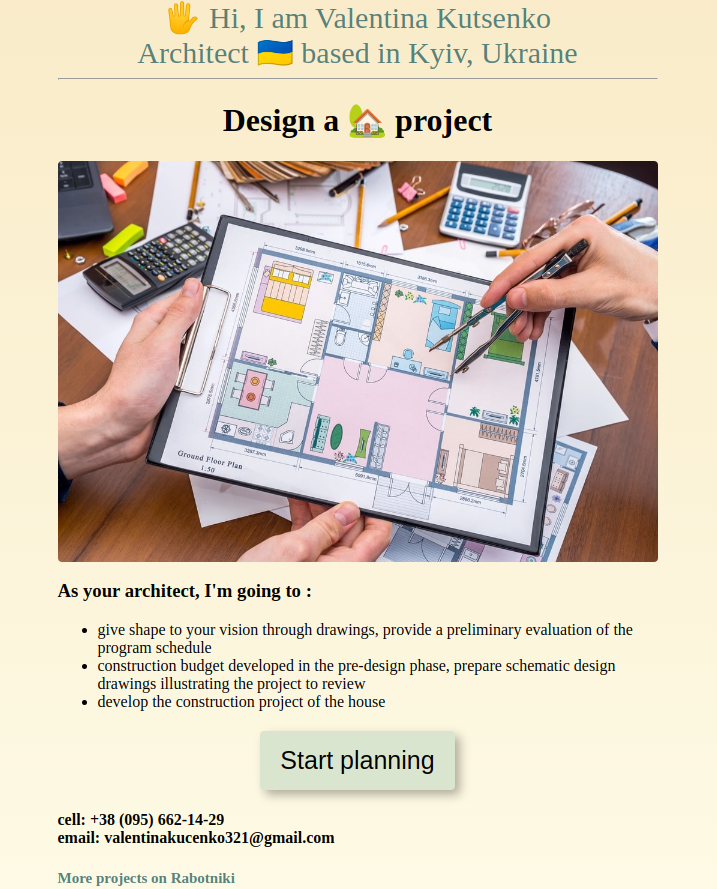 🖐 Hi, I am Valentina Kutsenko
Architect 🇺🇦 based in Kyiv, Ukraine
Design a 🏡 project
Ground Floor Plan
1:50
As your architect, I'm going to :
give shape to your vision through drawings, provide a preliminary evaluation of the
program schedule
construction budget developed in the pre-design phase, prepare schematic design
drawings illustrating the project to review
develop the construction project of the house
Start planning
cell: +38 (095) 662-14-29
email: valentinakucenko321@gmail.com
More projects on Rabotniki